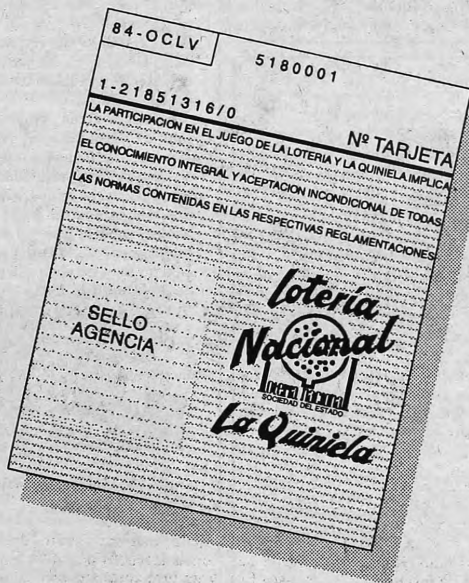 84-OCLV
5180001
1-21851316/0
Nº TARJETA
LA PARTICIPACION EN EL JUEGO DE LA LOTERIA Y LA QUINIELA IMPLICA
EL CONOCIMIENTO INTEGRAL Y ACEPTACION INCONDICIONAL DE TODAS
LAS NORMAS CONTENIDAS EN LAS RESPECTIVAS REGLAMENTACIONES
SELLO
AGENCIA
Lotería
Nacional
Lotería Nacional
SOCIEDAD DEL ESTADO
La Quiniela